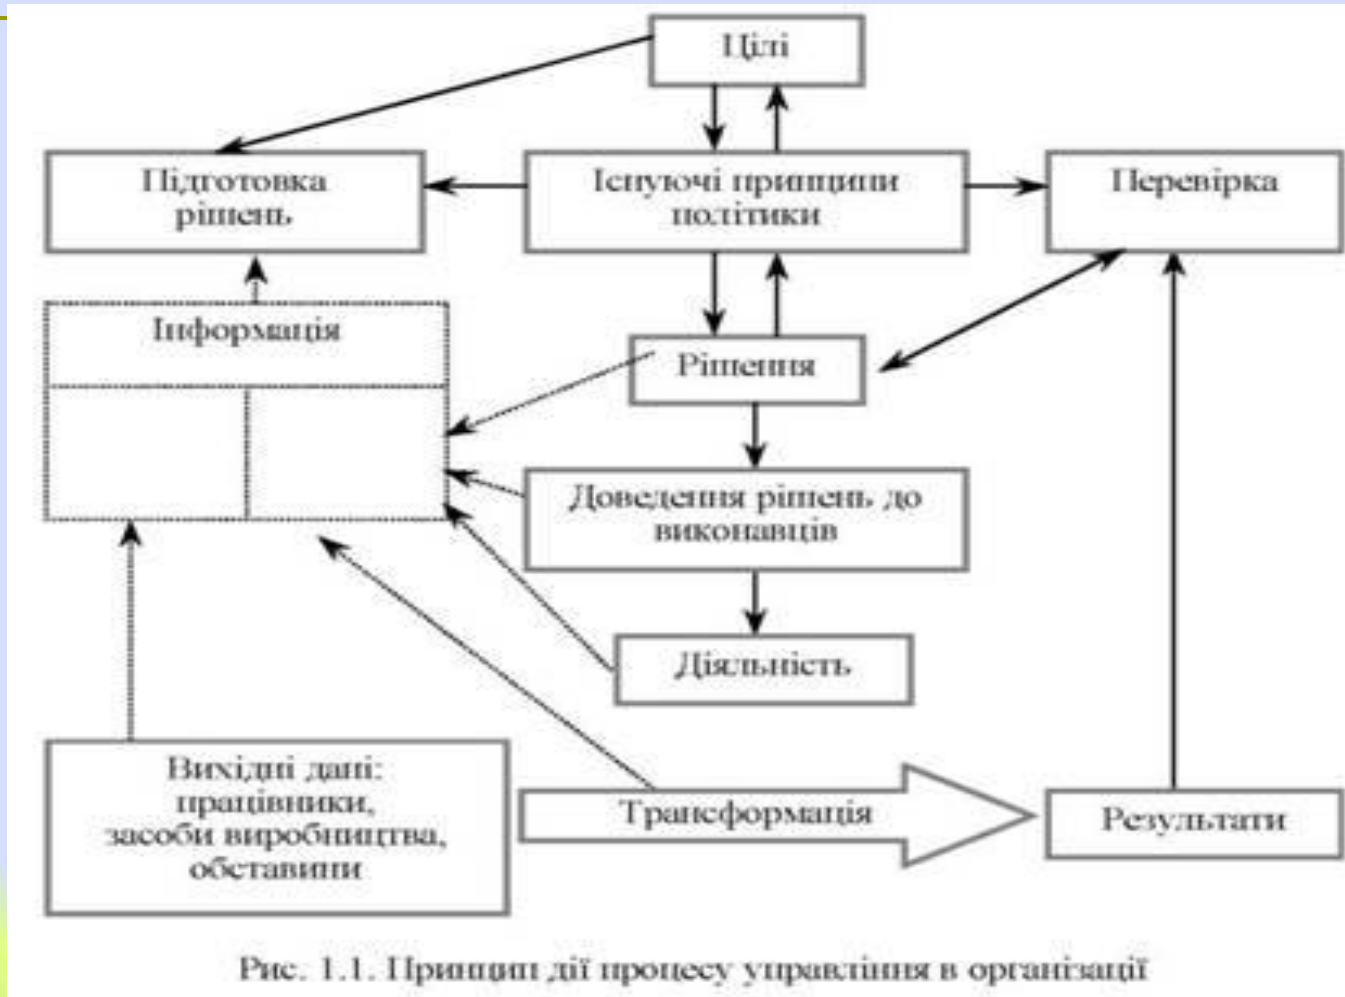 Цілі
Підготовка
рішень
Існуючі принципи
політики
Перевірка
Інформація
Рішення
Доведення рішень до
виконавців
Діяльність
Вихідні дані:
працівники,
засоби виробництва,
обставини
Трансформація
Результати
Рис. 1.1. Принцип дії процесу управління в організації